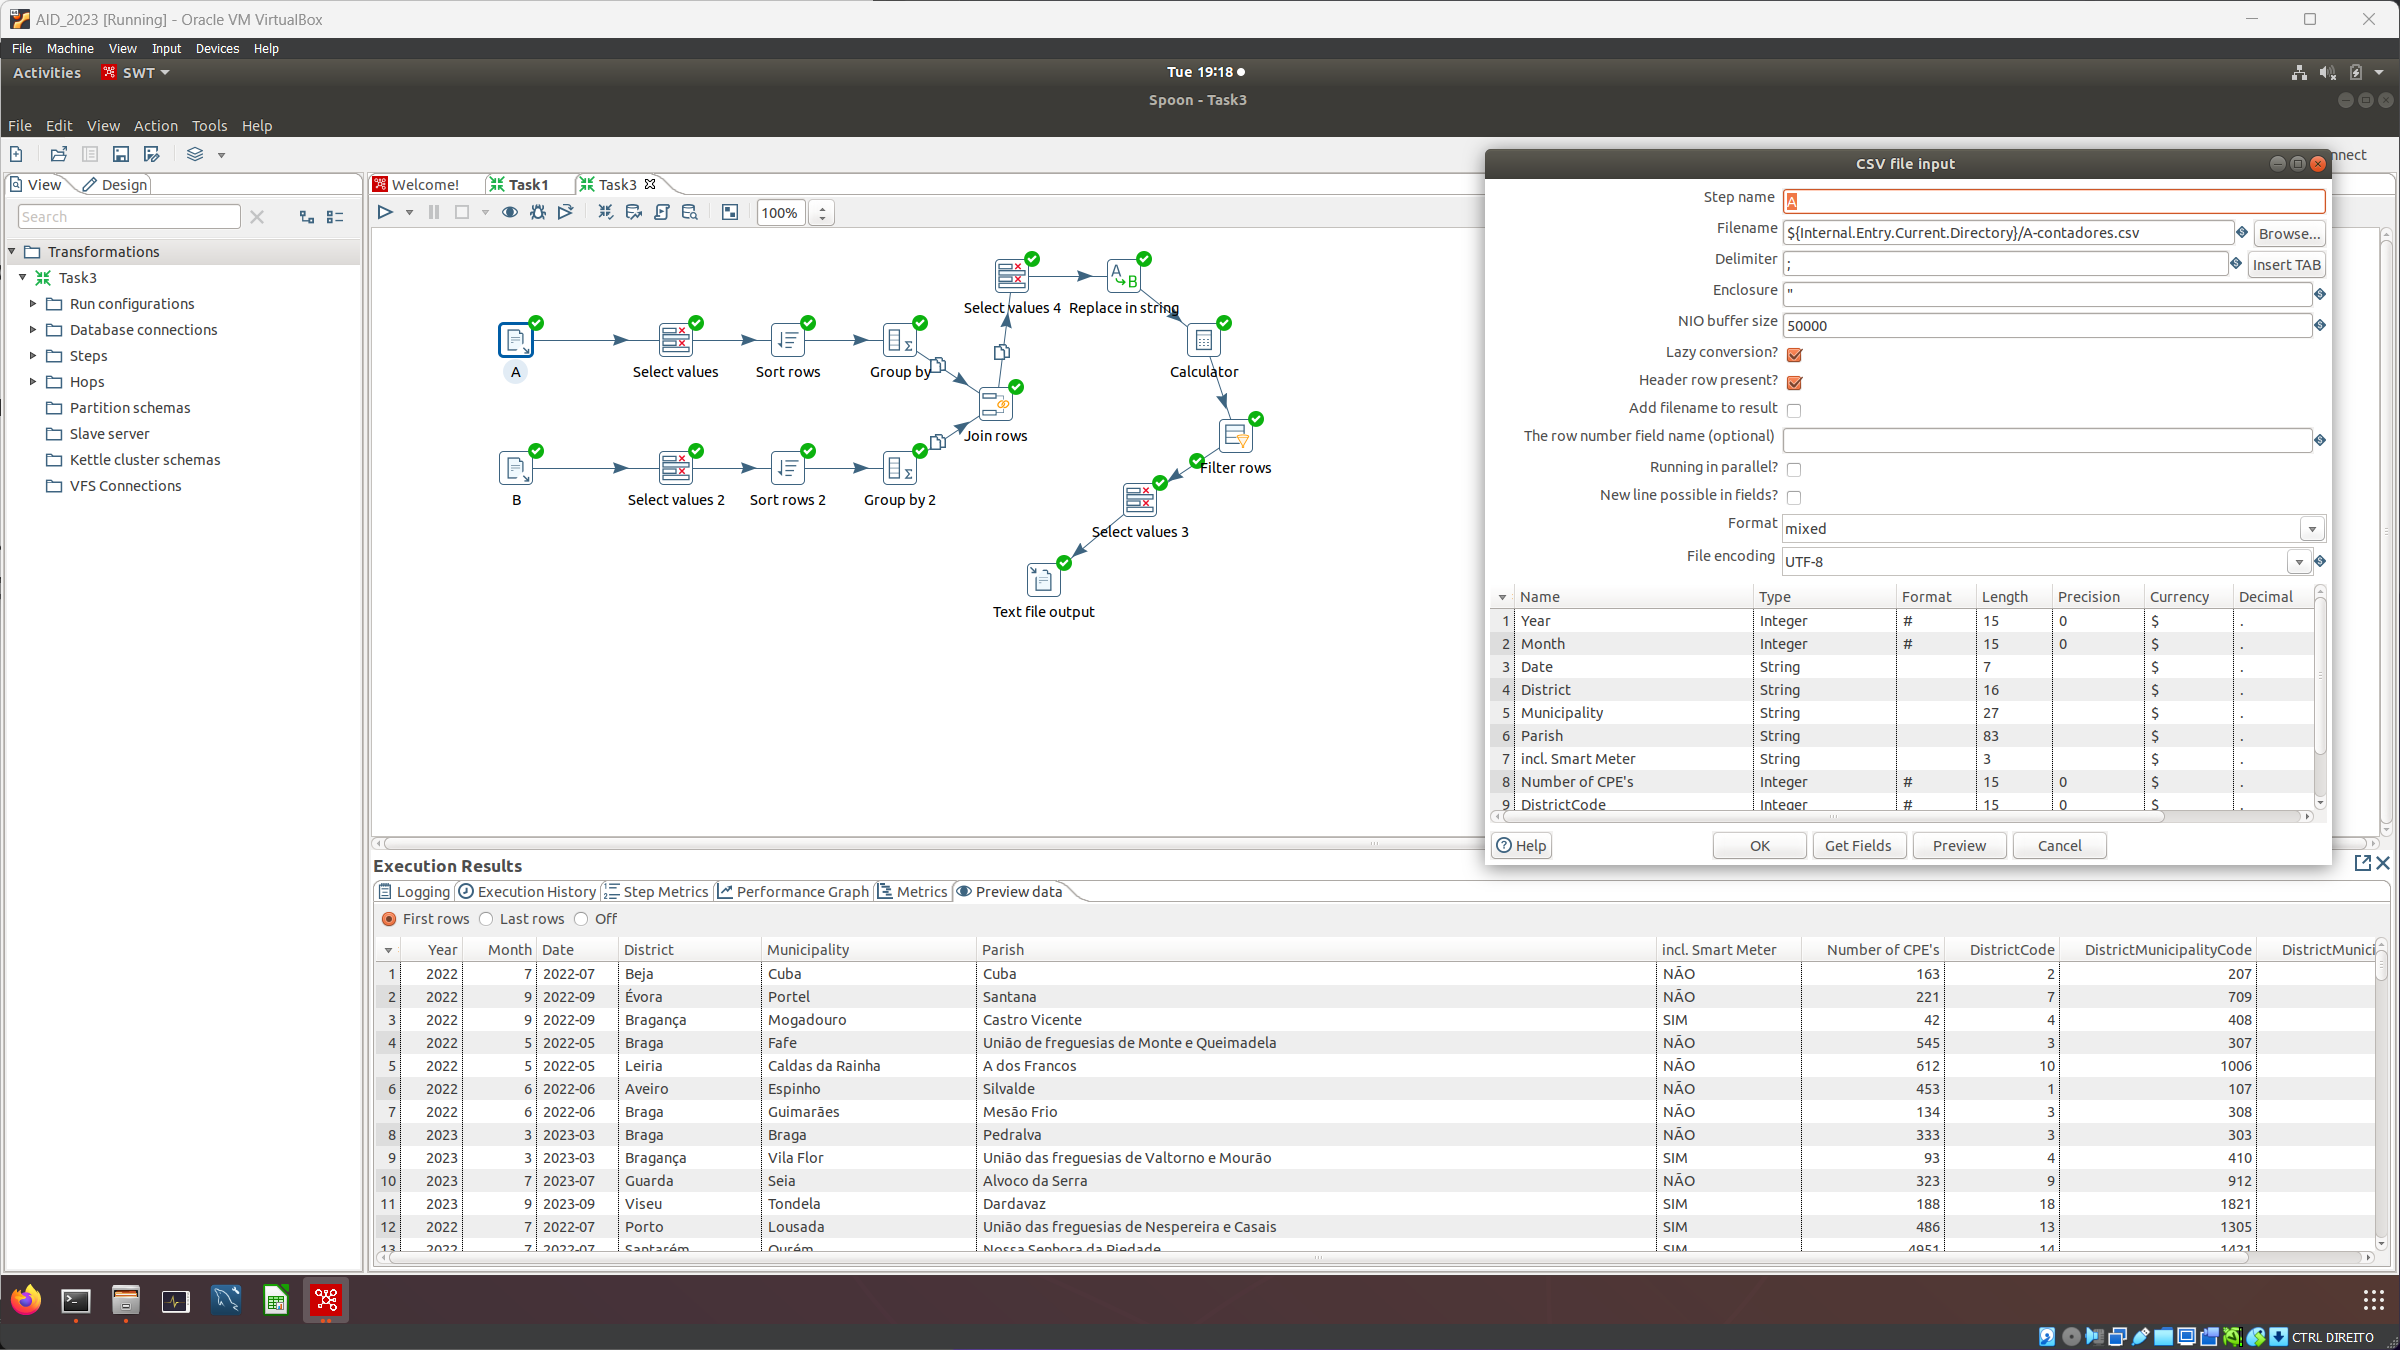 AID_2023 [Running] - Oracle VM VirtualBox
File Machine View Input Devices Help
Activities SWT Tue 19:18
Spoon - Task3
File Edit View Action Tools Help
View Design
Search
Transformations
Task3
Run configurations
Database connections
Steps
Hops
Partition schemas
Slave server
Kettle cluster schemas
VFS Connections
Welcome! Task1 Task3
100%
A
Select values
Sort rows
Group by
B
Select values 2
Sort rows 2
Group by 2
Join rows
Select values 4
Replace in string
Calculator
Filter rows
Select values 3
Text file output
CSV file input
Step name A
Filename ${Internal.Entry.Current.Directory}/A-contadores.csv Browse...
Delimiter ; Insert TAB
Enclosure "
NIO buffer size 50000
Lazy conversion?
Header row present?
Add filename to result
The row number field name (optional)
Running in parallel?
New line possible in fields?
Format mixed
File encoding UTF-8
Name Type Format Length Precision Currency Decimal
1 Year Integer # 15 0 $ .
2 Month Integer # 15 0 $ .
3 Date String 7 $ .
4 District String 16 $ .
5 Municipality String 27 $ .
6 Parish String 83 $ .
7 incl. Smart Meter String 3 $ .
8 Number of CPE's Integer # 15 0 $ .
9 DistrictCode Integer # 15 0 $ .
Help OK Get Fields Preview Cancel
Execution Results
Logging Execution History Step Metrics Performance Graph Metrics Preview data
First rows Last rows Off
Year Month Date District Municipality Parish incl. Smart Meter Number of CPE's DistrictCode DistrictMunicipalityCode DistrictMunici
1 2022 7 2022-07 Beja Cuba Cuba NÃO 163 2 207
2 2022 9 2022-09 Évora Portel Santana NÃO 221 7 709
3 2022 9 2022-09 Bragança Mogadouro Castro Vicente SIM 42 4 408
4 2022 5 2022-05 Braga Fafe União de freguesias de Monte e Queimadela NÃO 545 3 307
5 2022 5 2022-05 Leiria Caldas da Rainha A dos Francos NÃO 612 10 1006
6 2022 6 2022-06 Aveiro Espinho Silvalde NÃO 453 1 107
7 2022 6 2022-06 Braga Guimarães Mesão Frio NÃO 134 3 308
8 2023 3 2023-03 Braga Braga Pedralva NÃO 333 3 303
9 2023 3 2023-03 Bragança Vila Flor União das freguesias de Valtorno e Mourão SIM 93 4 410
10 2023 7 2023-07 Guarda Seia Alvoco da Serra NÃO 323 9 912
11 2023 9 2023-09 Viseu Tondela Dardavaz SIM 188 18 1821
12 2022 7 2022-07 Porto Lousada União das freguesias de Nespereira e Casais SIM 486 13 1305
13 2022 7 2022-07 Santarém Ourém Nossa Senhora da Piedade SIM 4951 14 1421
CTRL DIREITO